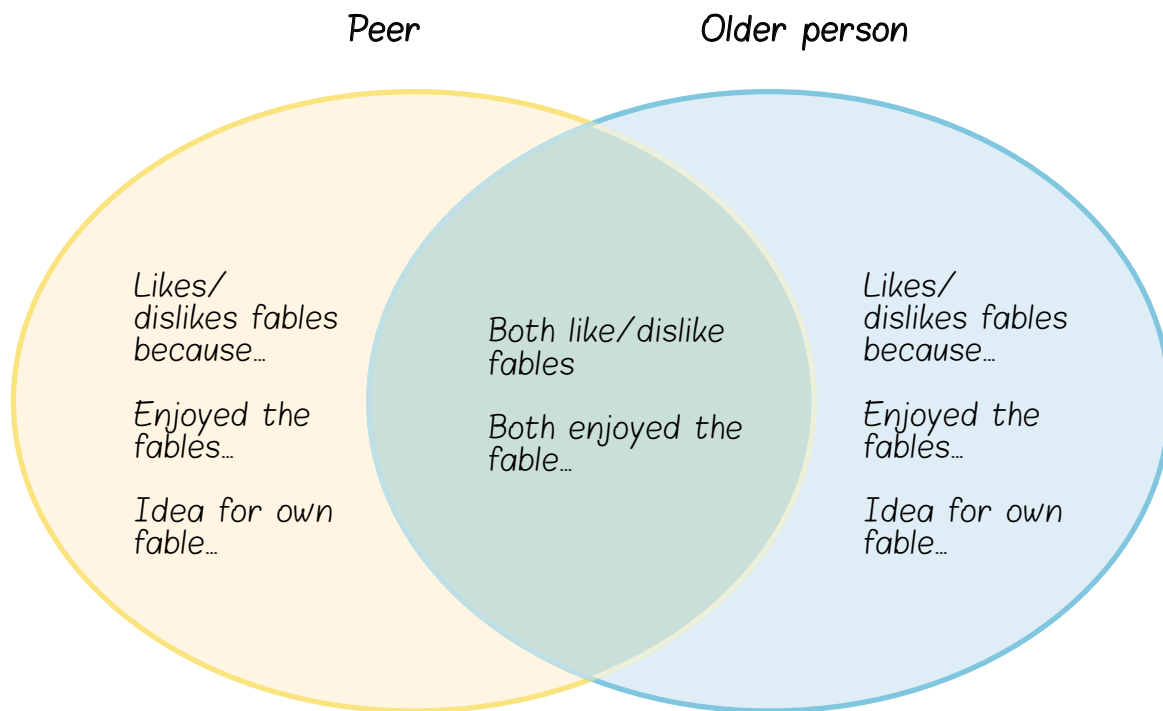 Peer
Older person
Likes/
dislikes fables
because…
Enjoyed the
fables…
Idea for own
fable…
Both like/dislike
fables
Both enjoyed the
fable…
Likes/
dislikes fables
because…
Enjoyed the
fables…
Idea for own
fable…